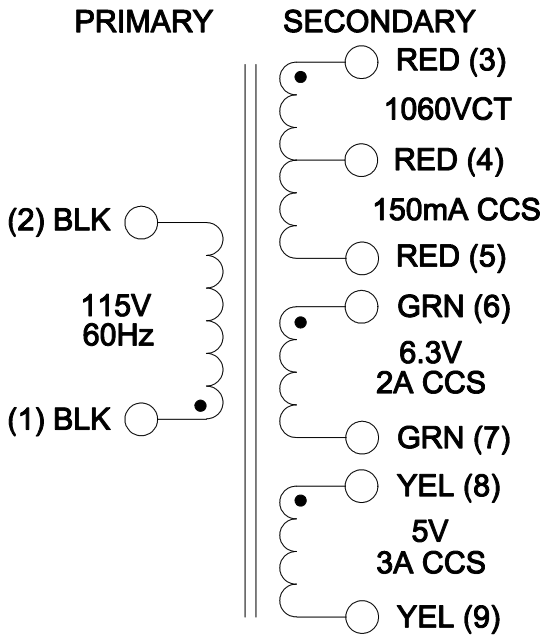 PRIMARY
SECONDARY
RED (3)
1060VCT
RED (4)
150mA CCS
RED (5)
(2) BLK
115V
60Hz
(1) BLK
GRN (6)
6.3V
2A CCS
GRN (7)
YEL (8)
5V
3A CCS
YEL (9)